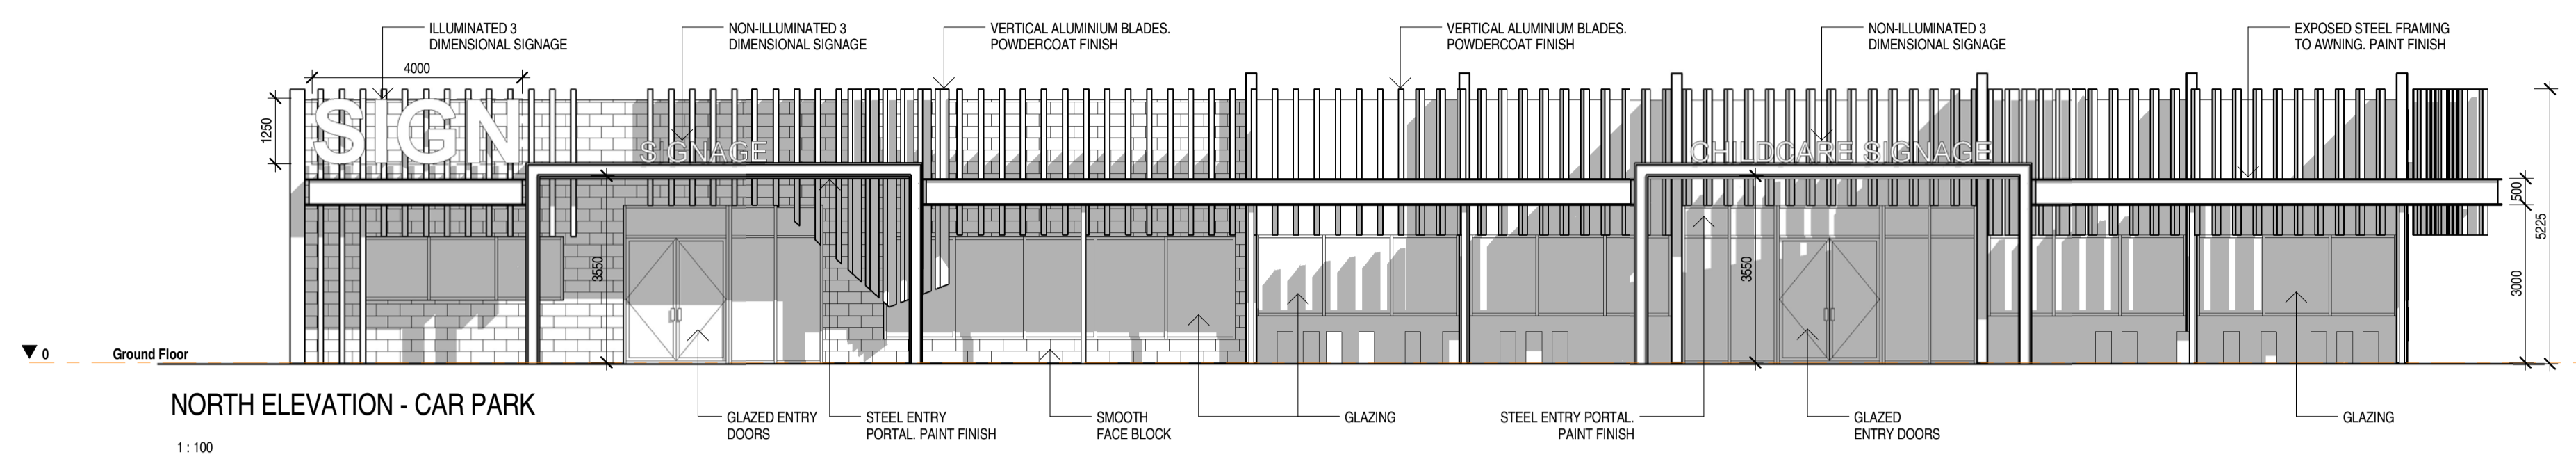 ILLUMINATED 3
DIMENSIONAL SIGNAGE
NON-ILLUMINATED 3
DIMENSIONAL SIGNAGE
VERTICAL ALUMINIUM BLADES.
POWDERCOAT FINISH
VERTICAL ALUMINIUM BLADES.
POWDERCOAT FINISH
NON-ILLUMINATED 3
DIMENSIONAL SIGNAGE
EXPOSED STEEL FRAMING
TO AWNING. PAINT FINISH
4000
1250
SIGN
SIGNAGE
CHILDCARE SIGNAGE
500
5225
3550
3550
3000
0
Ground Floor
NORTH ELEVATION - CAR PARK
1 : 100
GLAZED ENTRY
DOORS
STEEL ENTRY
PORTAL. PAINT FINISH
SMOOTH
FACE BLOCK
GLAZING
STEEL ENTRY PORTAL.
PAINT FINISH
GLAZED
ENTRY DOORS
GLAZING